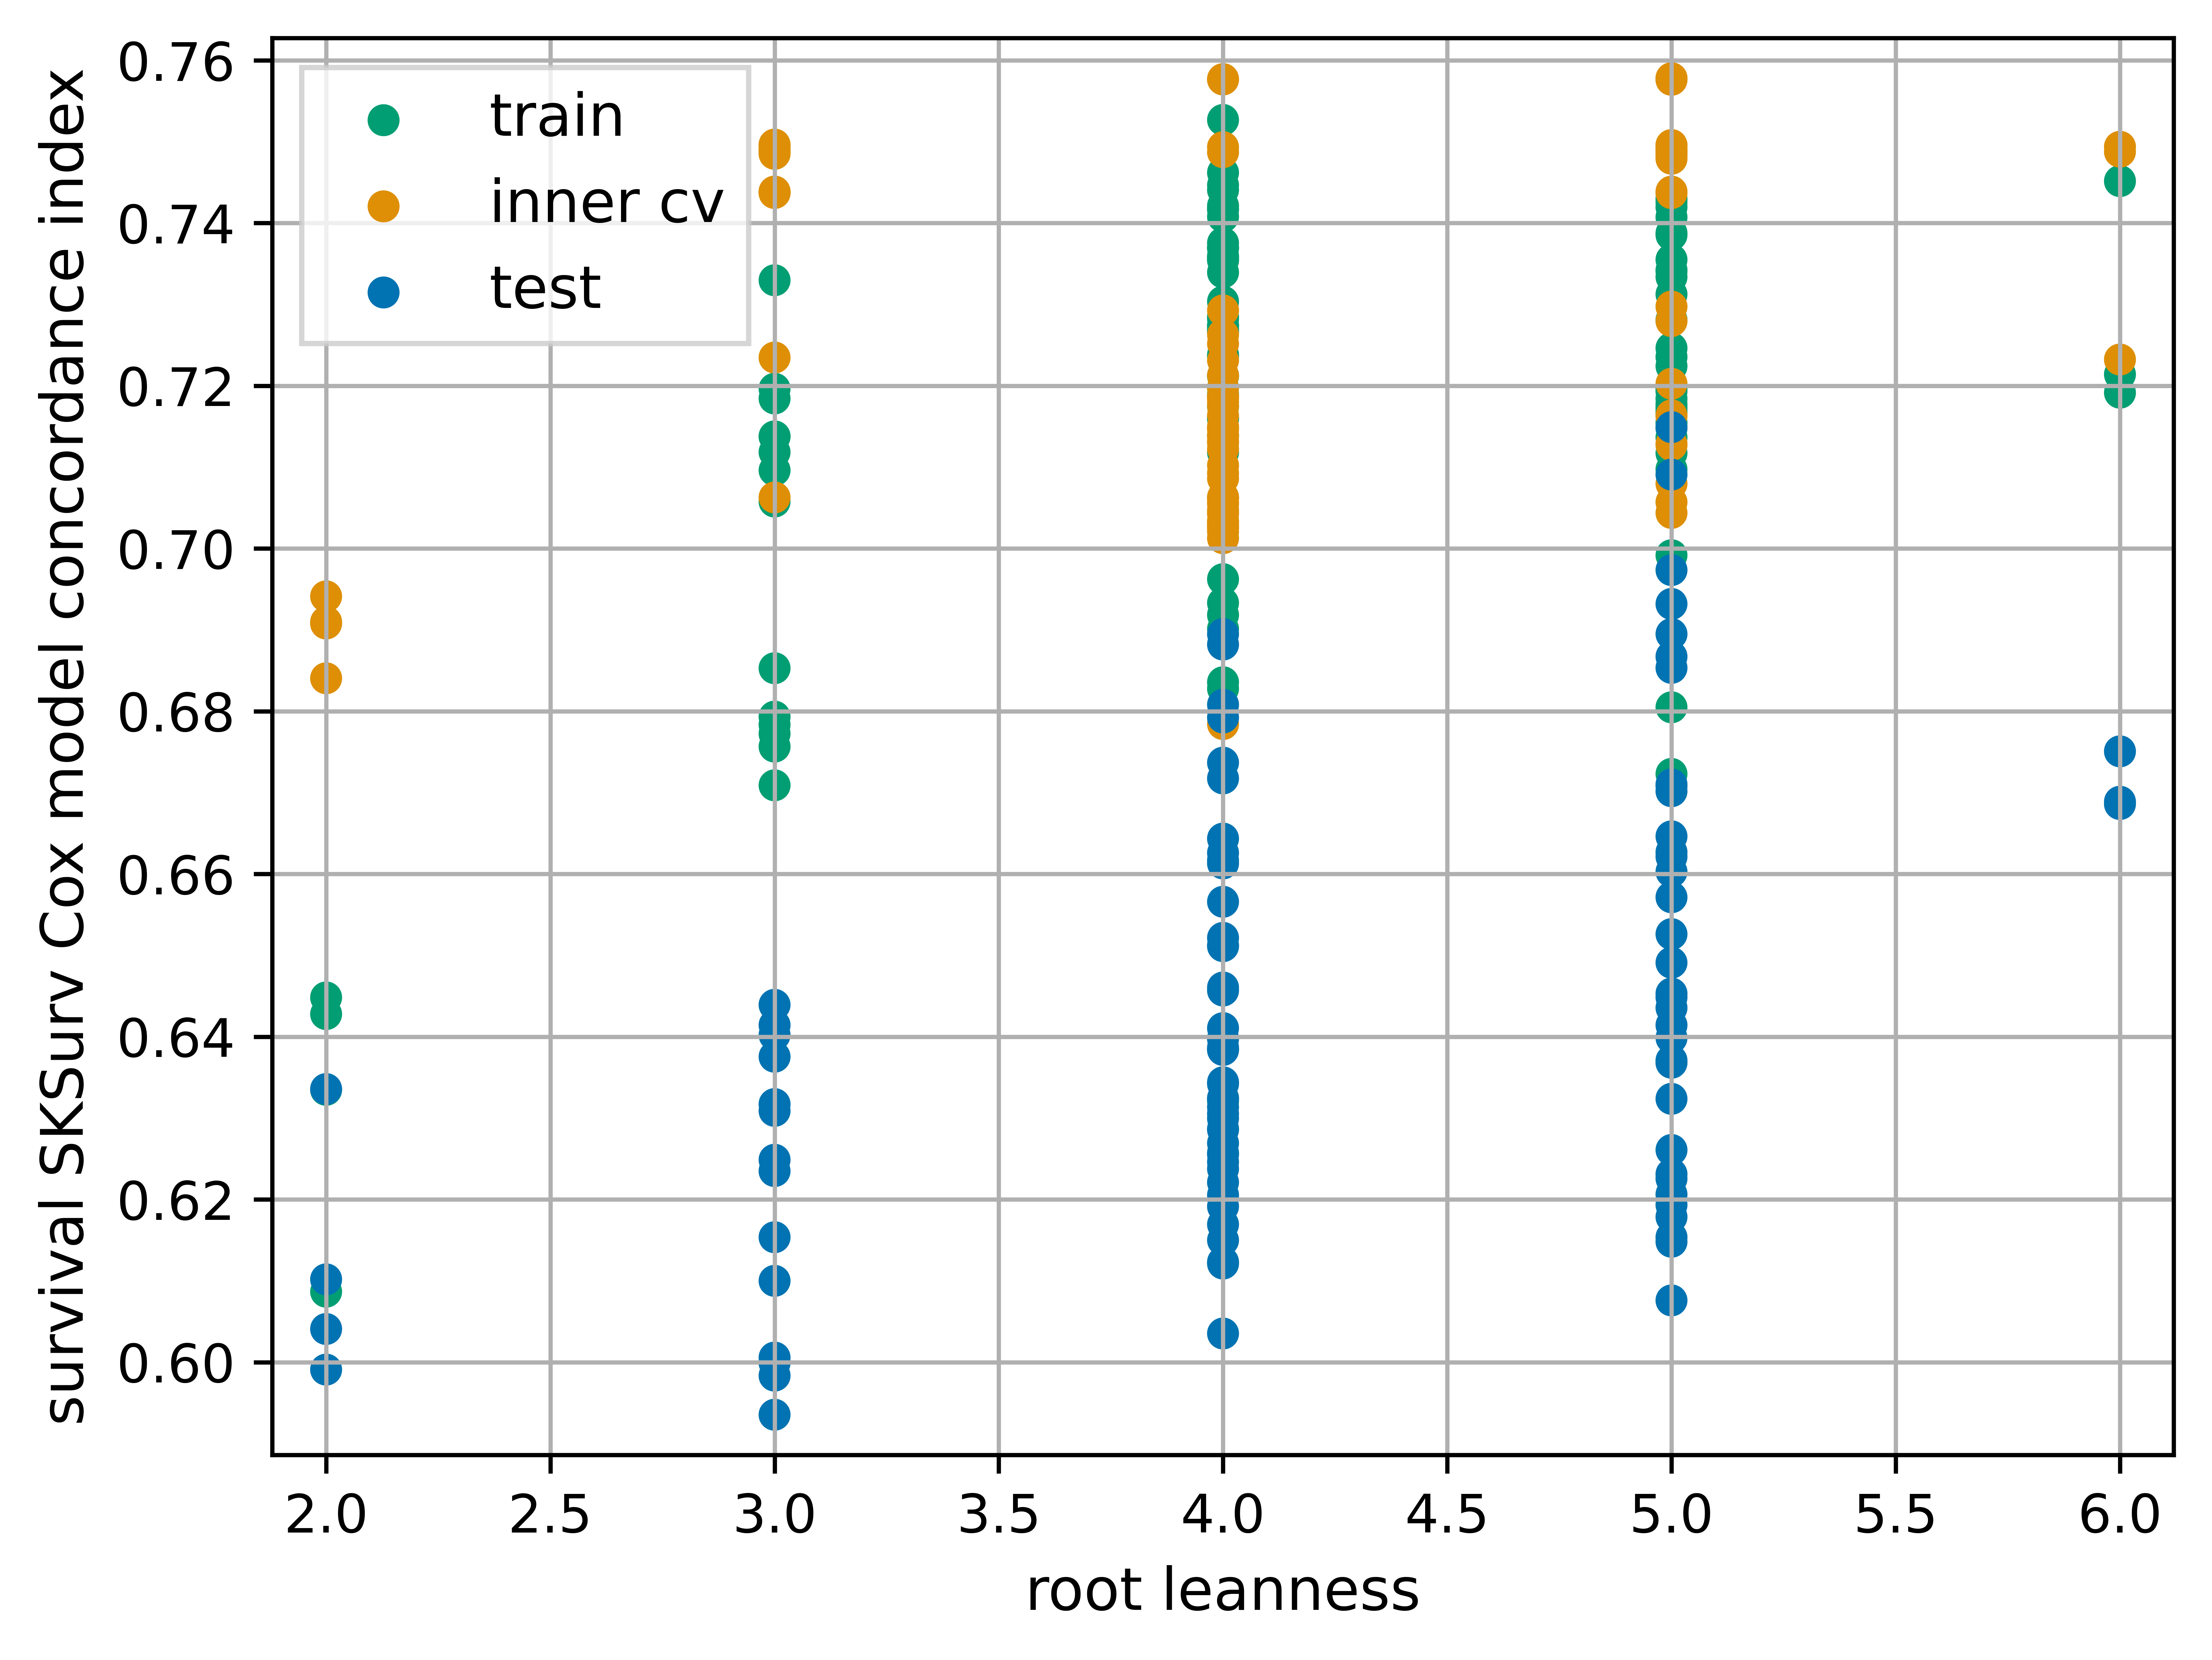 0.76
0.74
0.72
0.70
0.68
0.66
0.64
0.62
0.60
survival SKSurv Cox model concordance index
train
inner cv
test
2.0 2.5 3.0 3.5 4.0 4.5 5.0 5.5 6.0
root leanness